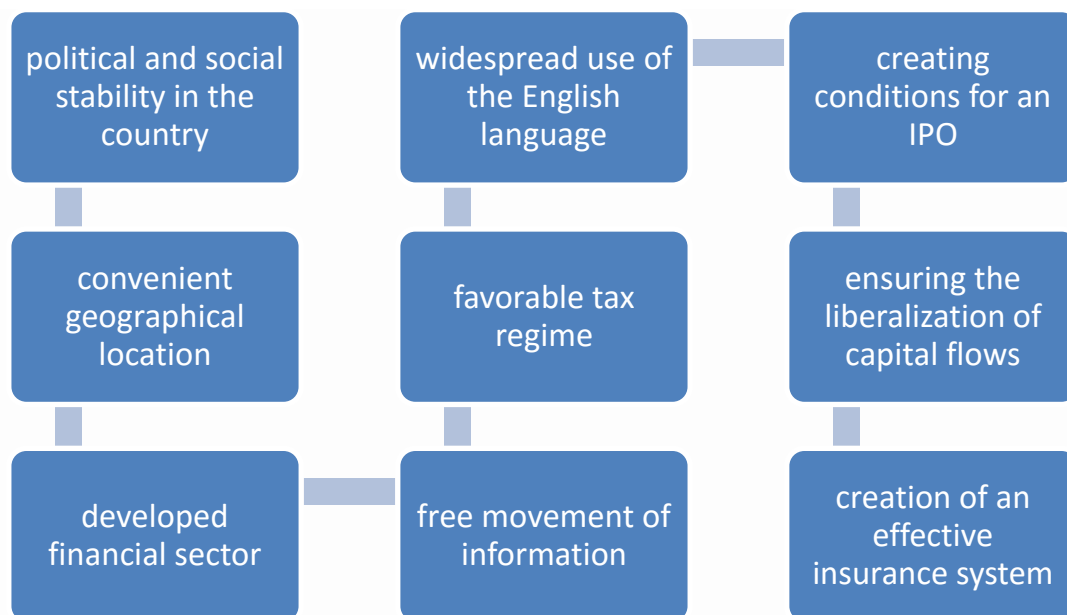 political and social
stability in the
country
convenient
geographical
location
developed
financial sector
free movement of
information
favorable tax
regime
widespread use of
the English
language
creating
conditions for an
IPO
ensuring the
liberalization of
capital flows
creation of an
effective
insurance system